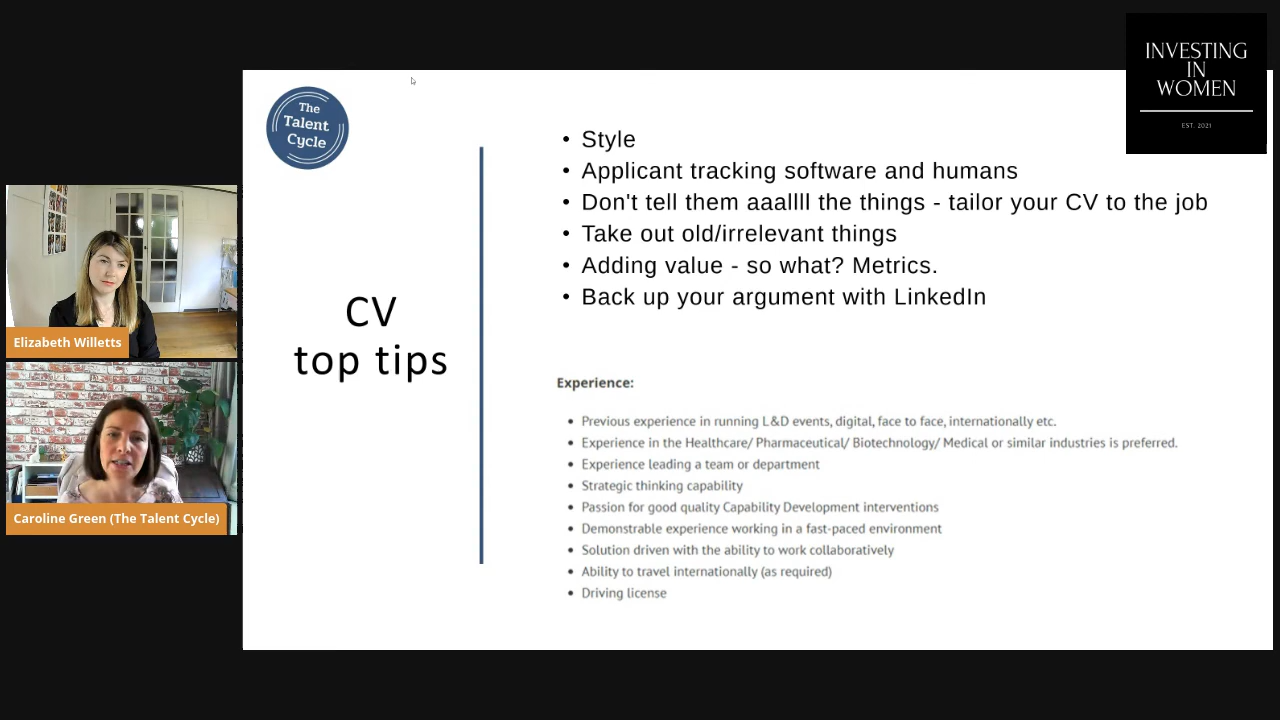 INVESTING
IN
WOMEN
EST. 2021
The
Talent
Cycle
CV
top tips
• Style
• Applicant tracking software and humans
• Don't tell them aaallll the things - tailor your CV to the job
• Take out old/irrelevant things
• Adding value - so what? Metrics.
• Back up your argument with LinkedIn
Experience:
• Previous experience in running L&D events, digital, face to face, internationally etc.
• Experience in the Healthcare/ Pharmaceutical/ Biotechnology/ Medical or similar industries is preferred.
• Experience leading a team or department
• Strategic thinking capability
• Passion for good quality Capability Development interventions
• Demonstrable experience working in a fast-paced environment
• Solution driven with the ability to work collaboratively
• Ability to travel internationally (as required)
• Driving license
Elizabeth Willetts
Caroline Green (The Talent Cycle)